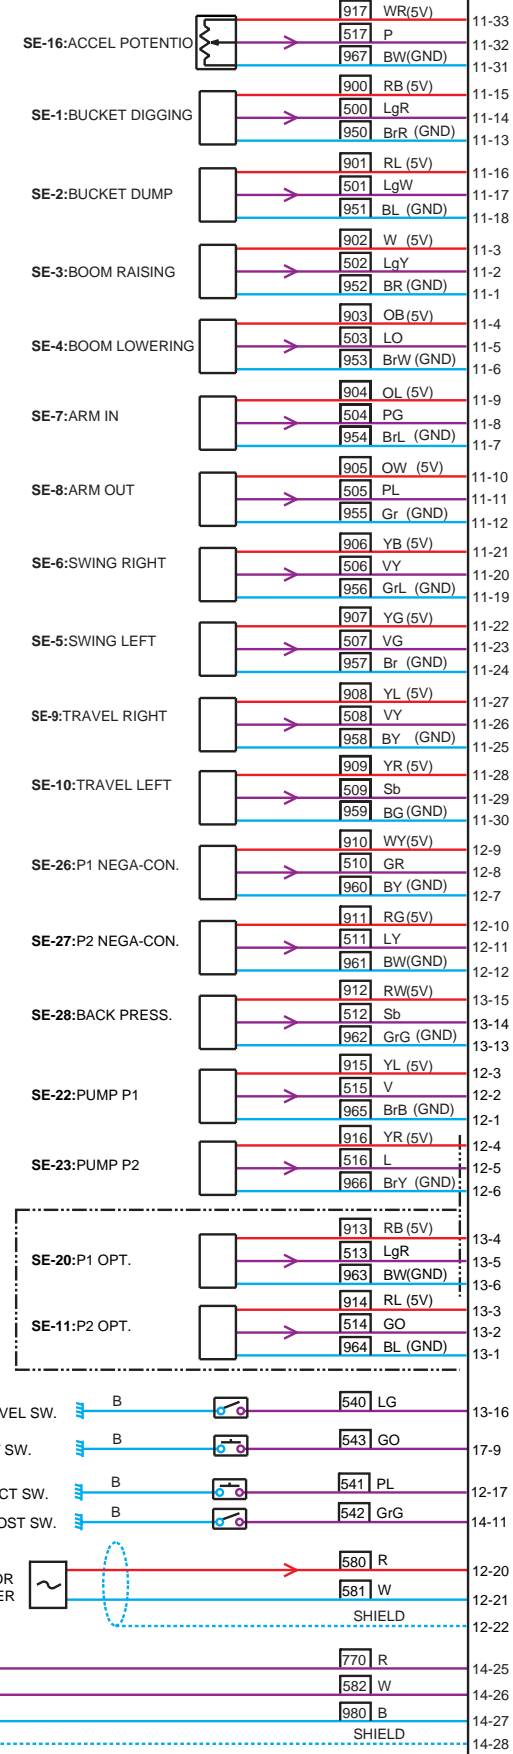 917 WR(5V) 11-33
SE-16:ACCEL POTENTIO 517 P 11-32
967 BW(GND) 11-31
900 RB (5V) 11-15
SE-1:BUCKET DIGGING 500 LgR 11-14
950 BrR (GND) 11-13
901 RL (5V) 11-16
SE-2:BUCKET DUMP 501 LgW 11-17
951 BL (GND) 11-18
902 W (5V) 11-3
SE-3:BOOM RAISING 502 LgY 11-2
952 BR (GND) 11-1
903 OB(5V) 11-4
SE-4:BOOM LOWERING 503 LO 11-5
953 BrW (GND) 11-6
904 OL (5V) 11-9
SE-7:ARM IN 504 PG 11-8
954 BrL (GND) 11-7
905 OW (5V) 11-10
SE-8:ARM OUT 505 PL 11-11
955 Gr (GND) 11-12
906 YB (5V) 11-21
SE-6:SWING RIGHT 506 VY 11-20
956 GrL (GND) 11-19
907 YG(5V) 11-22
SE-5:SWING LEFT 507 VG 11-23
957 Br (GND) 11-24
908 YL (5V) 11-27
SE-9:TRAVEL RIGHT 508 VY 11-26
958 BY (GND) 11-25
909 YR (5V) 11-28
SE-10:TRAVEL LEFT 509 Sb 11-29
959 BG(GND) 11-30
910 WY(5V) 12-9
SE-26:P1 NEGA-CON. 510 GR 12-8
960 BY (GND) 12-7
911 RG(5V) 12-10
SE-27:P2 NEGA-CON. 511 LY 12-11
961 BW(GND) 12-12
912 RW(5V) 13-15
SE-28:BACK PRESS. 512 Sb 13-14
962 GrG (GND) 13-13
915 YL (5V) 12-3
SE-22:PUMP P1 515 V 12-2
965 BrB (GND) 12-1
916 YR (5V) 12-4
SE-23:PUMP P2 516 L 12-5
966 BrY (GND) 12-6
913 RB (5V) 13-4
SE-20:P1 OPT. 513 LgR 13-5
963 BW(GND) 13-6
914 RL (5V) 13-3
SE-11:P2 OPT. 514 GO 13-2
964 BL (GND) 13-1
VEL SW. B 540 LG 13-16
SW. B 543 GO 17-9
CT SW. B 541 PL 12-17
OST SW. B 542 GrG 14-11
OR 580 R 12-20
ER 581 W 12-21
SHIELD 12-22
770 R 14-25
582 W 14-26
980 B 14-27
SHIELD 14-28